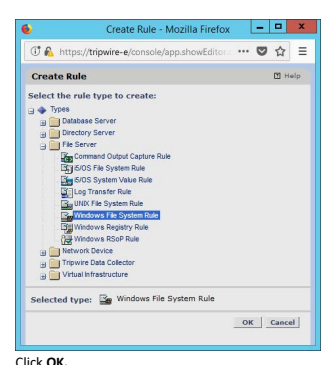 Create Rule - Mozilla Firefox
https://tripwire-e/console/app.showEditor
Create Rule
Help
Select the rule type to create:
Types
Database Server
Directory Server
File Server
Command Output Capture Rule
i5/OS File System Rule
i5/OS System Value Rule
Log Transfer Rule
UNIX File System Rule
Windows File System Rule
Windows Registry Rule
Windows RSoP Rule
Network Device
Tripwire Data Collector
Virtual Infrastructure
Selected type: Windows File System Rule
OK Cancel
Click OK.